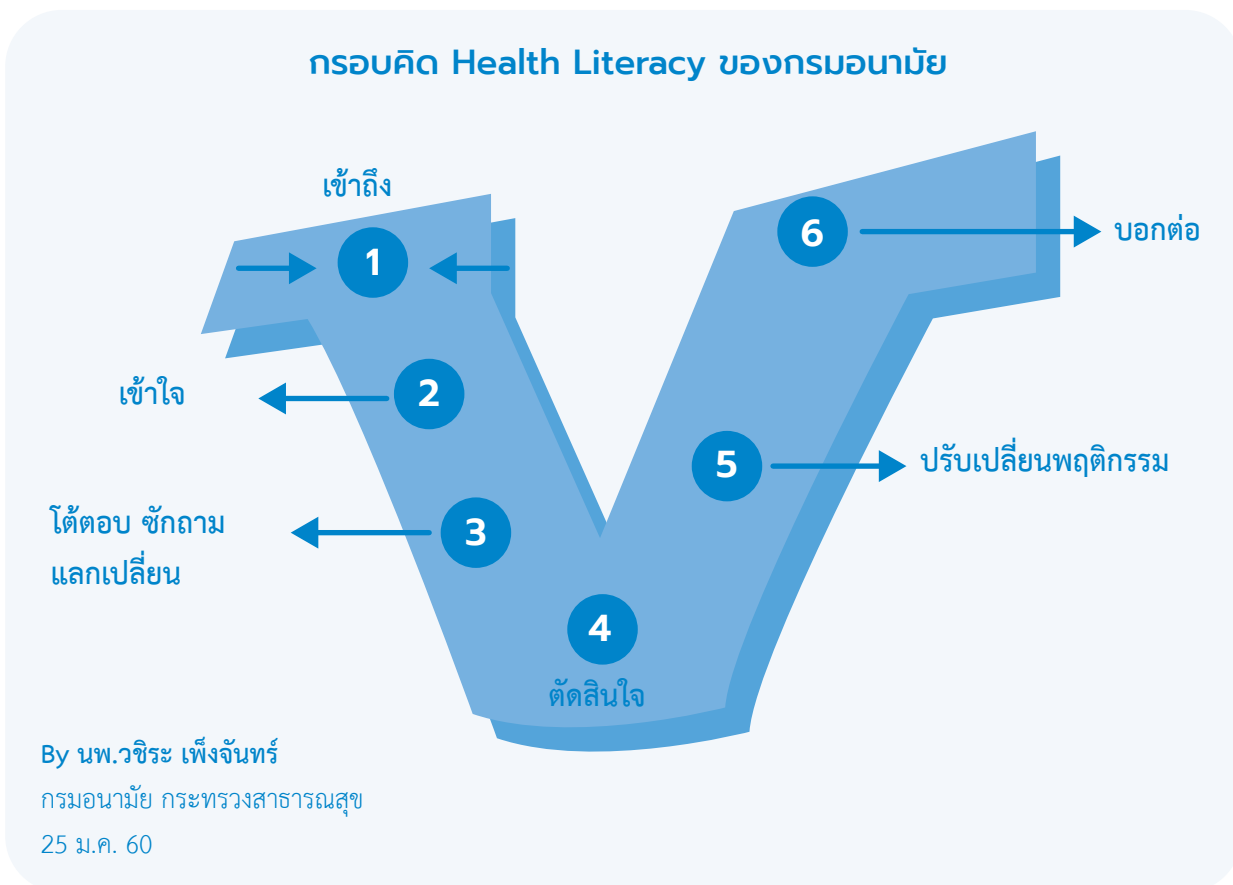 กรอบคิด Health Literacy ของกรมอนามัย
เข้าถึง
1
6
บอกต่อ
2
เข้าใจ
5
ปรับเปลี่ยนพฤติกรรม
3
โต้ตอบ ซักถาม
แลกเปลี่ยน
4
ตัดสินใจ
By นพ.วชิระ เพ็งจันทร์
กรมอนามัย กระทรวงสาธารณสุข
25 ม.ค. 60